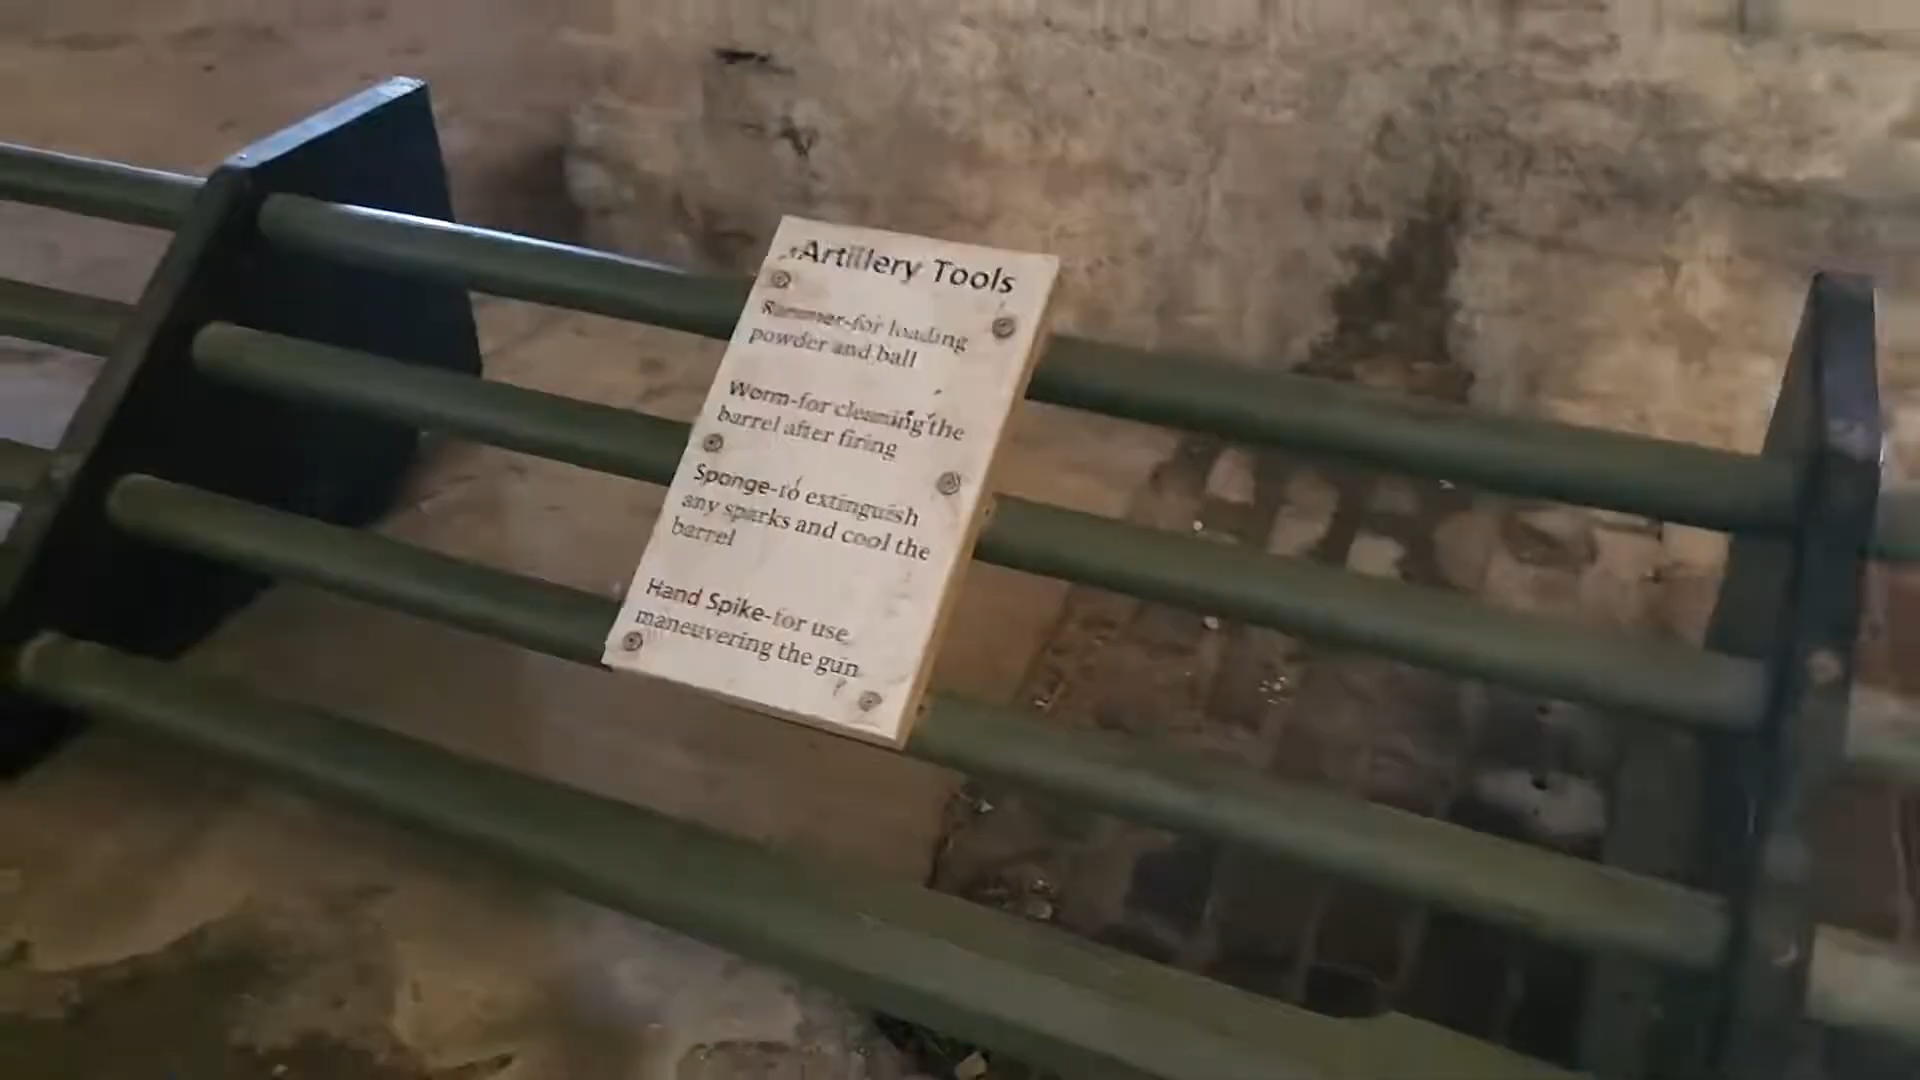 Artillery Tools
Rammer-for loading
powder and ball
Worm-for cleaning the
barrel after firing
Sponge-to extinguish
any sparks and cool the
barrel
Hand Spike-for use
maneuvering the gun